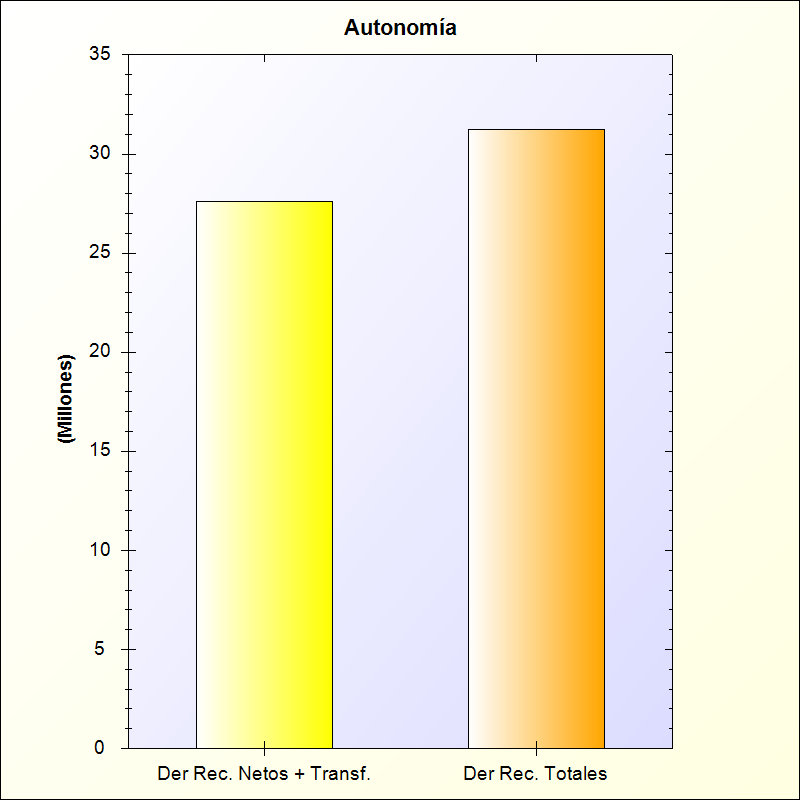 Autonomía
35
30
25
20
15
10
5
0
(Millones)
Der Rec. Netos + Transf.
Der Rec. Totales